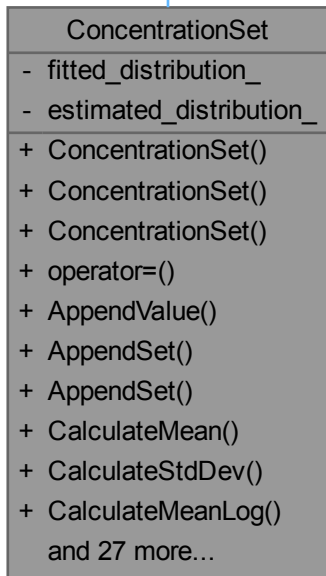 ConcentrationSet
- fitted_distribution_
- estimated_distribution_
+ ConcentrationSet()
+ ConcentrationSet()
+ ConcentrationSet()
+ operator=()
+ AppendValue()
+ AppendSet()
+ AppendSet()
+ CalculateMean()
+ CalculateStdDev()
+ CalculateMeanLog()
and 27 more...